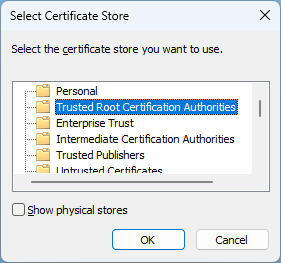 Select Certificate Store
Select the certificate store you want to use.
Personal
Trusted Root Certification Authorities
Enterprise Trust
Intermediate Certification Authorities
Trusted Publishers
Untrusted Certificates
Show physical stores
OK
Cancel